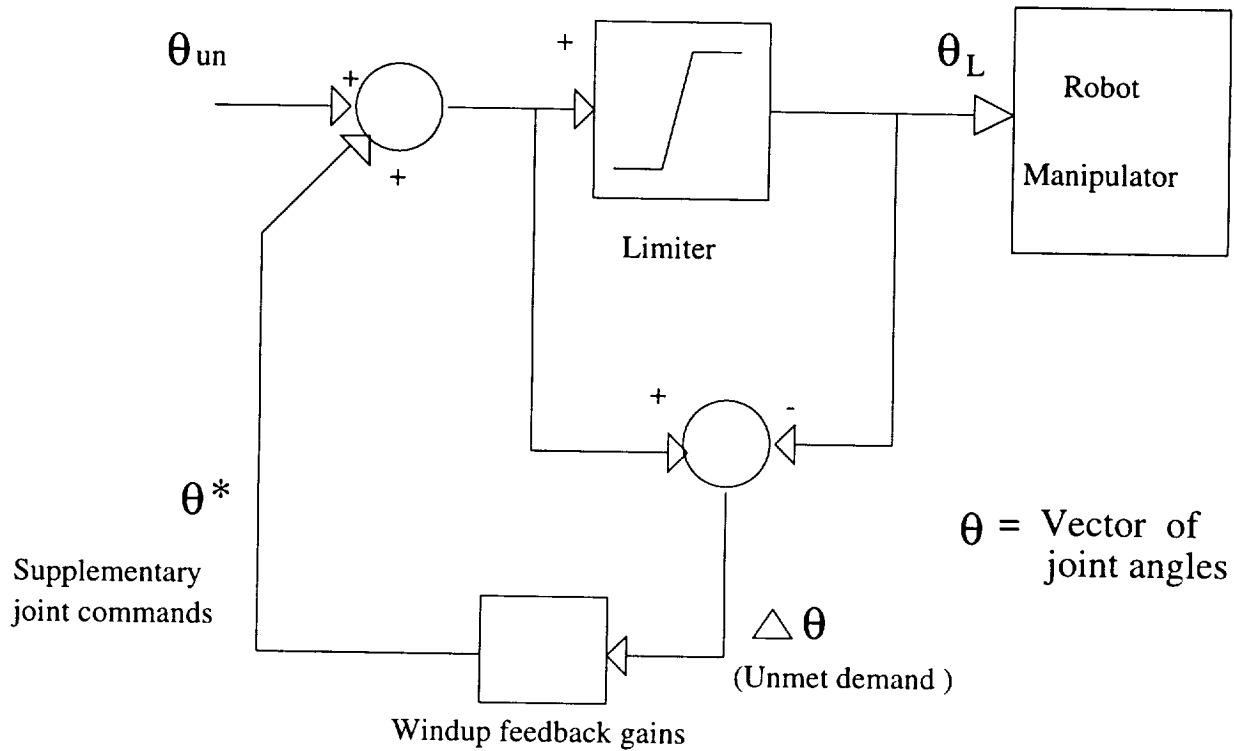 θun
+
+
+
θL
Robot
Manipulator
Limiter
+
-
θ*
θ = Vector of
joint angles
Supplementary
joint commands
△ θ
(Unmet demand )
Windup feedback gains